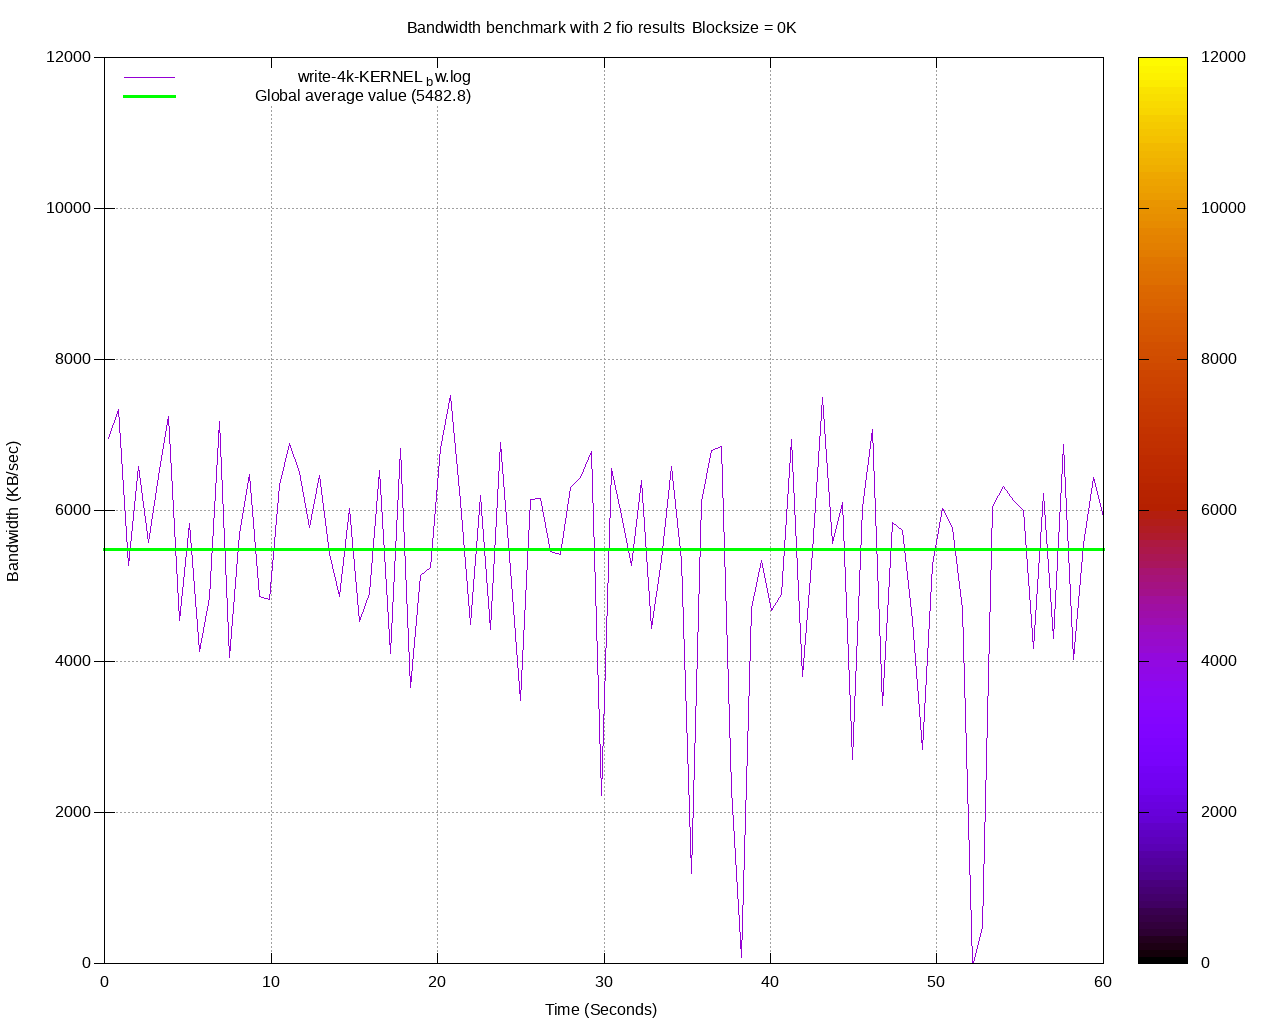 Bandwidth benchmark with 2 fio results Blocksize = 0K
write-4k-KERNEL_bw.log
Global average value (5482.8)
Bandwidth (KB/sec)
12000
10000
8000
6000
4000
2000
0
0 10 20 30 40 50 60
Time (Seconds)
12000
10000
8000
6000
4000
2000
0